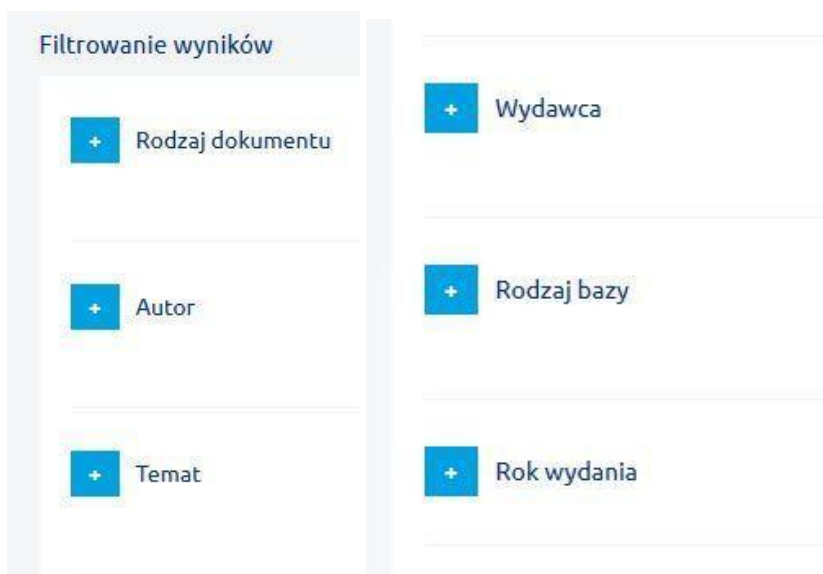 Filtrowanie wyników
+ Rodzaj dokumentu
+ Autor
+ Temat
+ Wydawca
+ Rodzaj bazy
+ Rok wydania